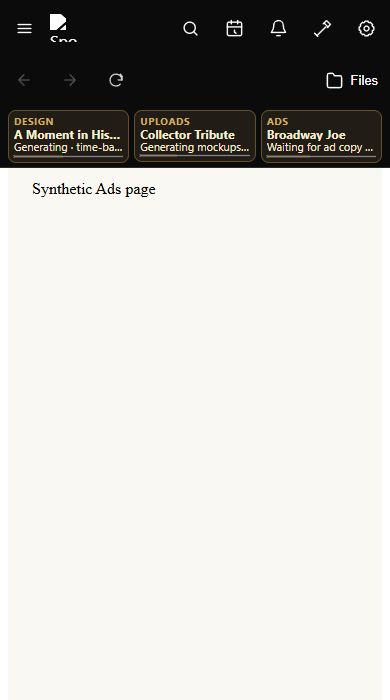 Spo
Files
DESIGN
A Moment in His...
Generating · time-ba...
UPLOADS
Collector Tribute
Generating mockups...
ADS
Broadway Joe
Waiting for ad copy ...
Synthetic Ads page